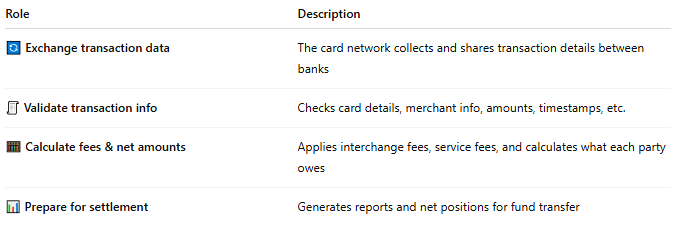 Role Description
🔄 Exchange transaction data The card network collects and shares transaction details between
banks
🧾 Validate transaction info Checks card details, merchant info, amounts, timestamps, etc.
🧮 Calculate fees & net amounts Applies interchange fees, service fees, and calculates what each party
owes
📊 Prepare for settlement Generates reports and net positions for fund transfer